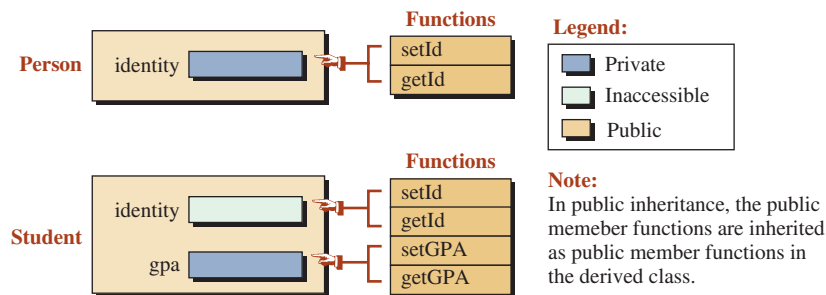 Functions
Legend:
Person
identity
setId
getId
Private
Inaccessible
Public
Functions
Student
identity
gpa
setId
getId
setGPA
getGPA
Note:
In public inheritance, the public
memeber functions are inherited
as public member functions in
the derived class.